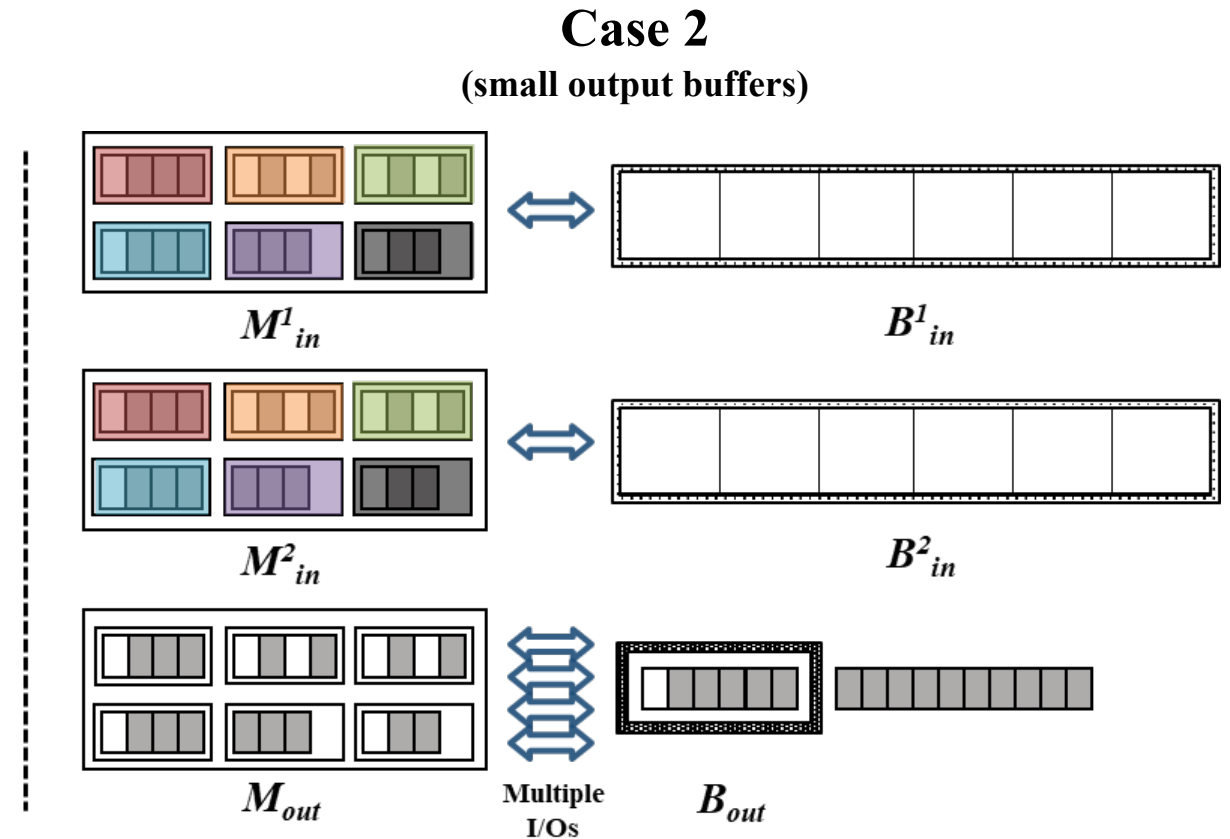 Case 2
(small output buffers)
M¹ᵢₙ
B¹ᵢₙ
M²ᵢₙ
B²ᵢₙ
Mₒᵤₜ
Multiple
I/Os
Bₒᵤₜ